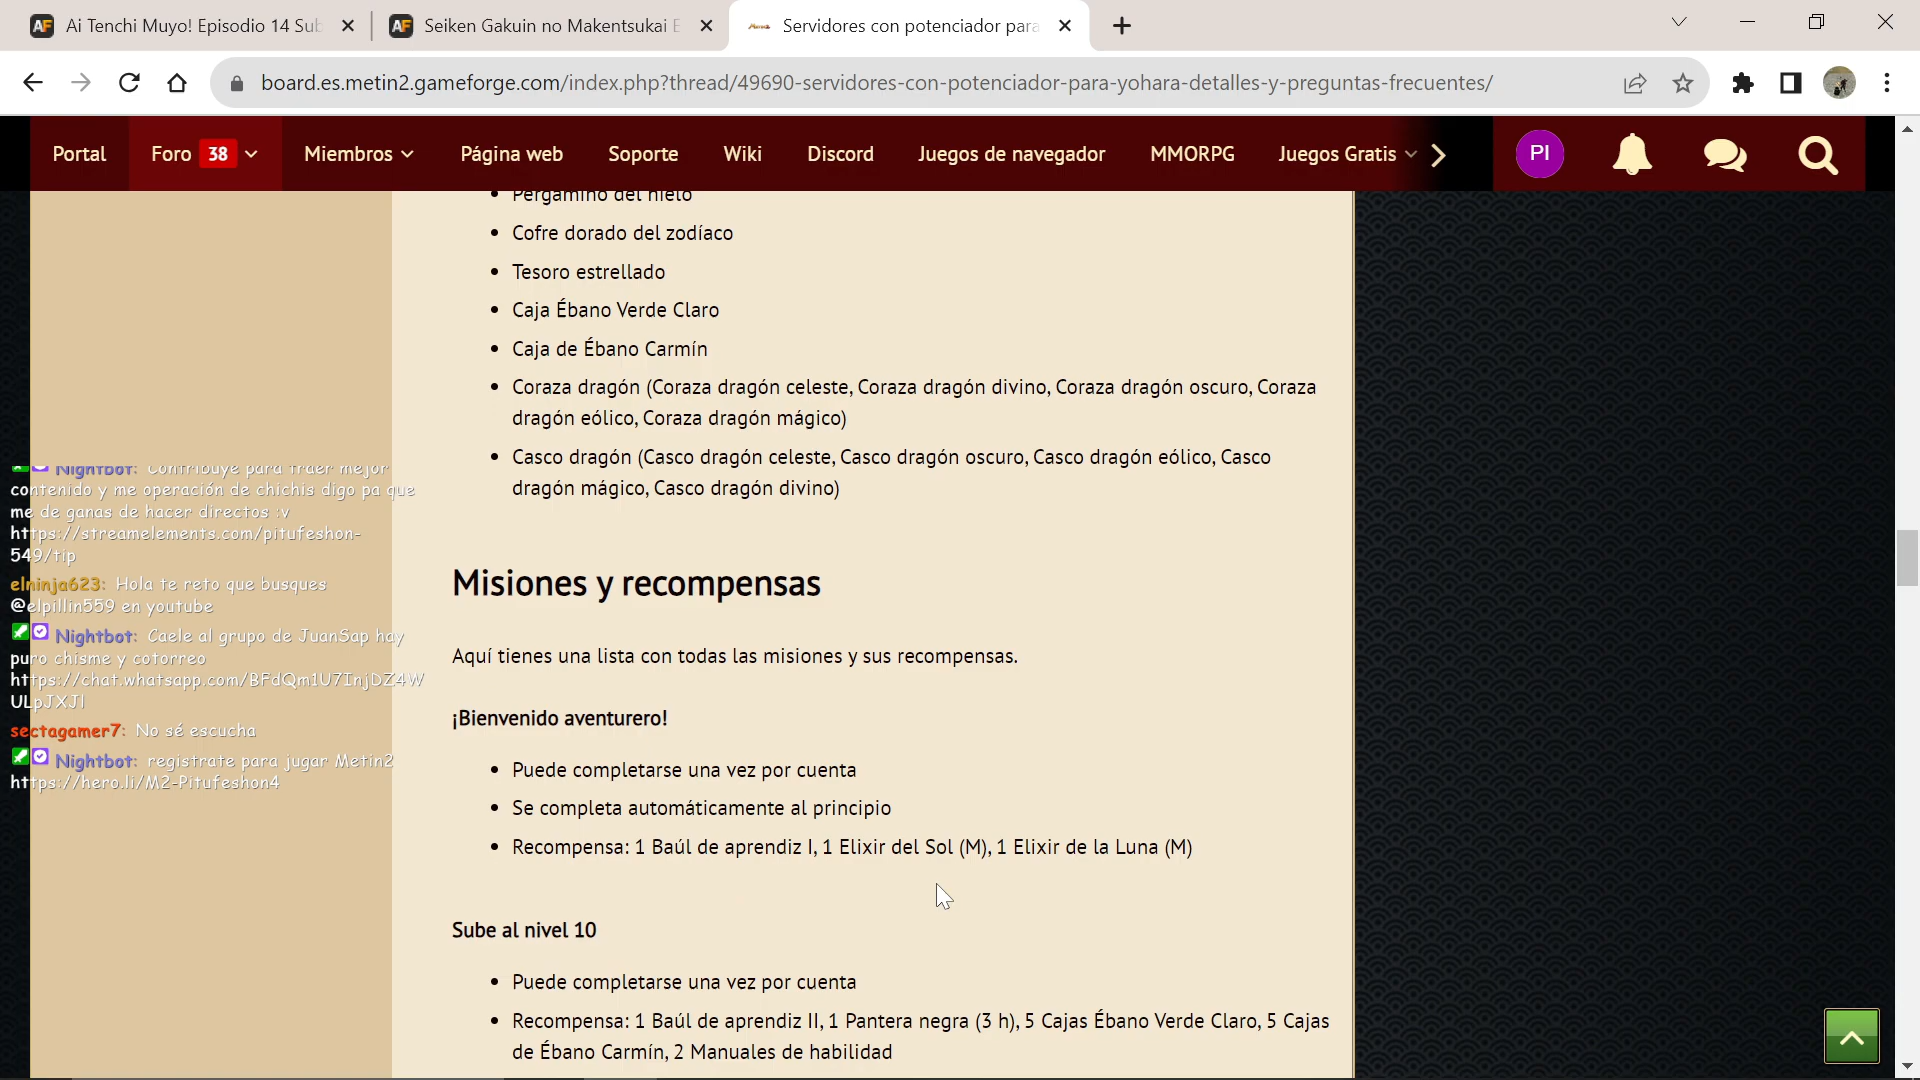 Ai Tenchi Muyo! Episodio 14 Sub
Seiken Gakuin no Makentsukai E
Servidores con potenciador para
board.es.metin2.gameforge.com/index.php?thread/49690-servidores-con-potenciador-para-yohara-detalles-y-preguntas-frecuentes/
Portal
Foro 38
Miembros
Página web
Soporte
Wiki
Discord
Juegos de navegador
MMORPG
Juegos Gratis
PI
Pergamino del hielo
Cofre dorado del zodíaco
Tesoro estrellado
Caja Ébano Verde Claro
Caja de Ébano Carmín
Coraza dragón (Coraza dragón celeste, Coraza dragón divino, Coraza dragón oscuro, Coraza
dragón eólico, Coraza dragón mágico)
Casco dragón (Casco dragón celeste, Casco dragón oscuro, Casco dragón eólico, Casco
dragón mágico, Casco dragón divino)
Misiones y recompensas
Aquí tienes una lista con todas las misiones y sus recompensas.
¡Bienvenido aventurero!
Puede completarse una vez por cuenta
Se completa automáticamente al principio
Recompensa: 1 Baúl de aprendiz I, 1 Elixir del Sol (M), 1 Elixir de la Luna (M)
Sube al nivel 10
Puede completarse una vez por cuenta
Recompensa: 1 Baúl de aprendiz II, 1 Pantera negra (3 h), 5 Cajas Ébano Verde Claro, 5 Cajas
de Ébano Carmín, 2 Manuales de habilidad
Nightbot: Contribuye para traer mejor
contenido y me operación de chichis digo pa que
me de ganas de hacer directos :v
https://streamelements.com/pitufeshon-
549/tip
elninja623: Hola te reto que busques
@elpillin559 en youtube
Nightbot: Caele al grupo de JuanSap hay
puro chisme y cotorreo
https://chat.whatsapp.com/BFdQm1U7InjDZ4W
ULpJXJl
sectagamer7: No sé escucha
Nightbot: registrate para jugar Metin2
https://hero.li/M2-Pitufeshon4